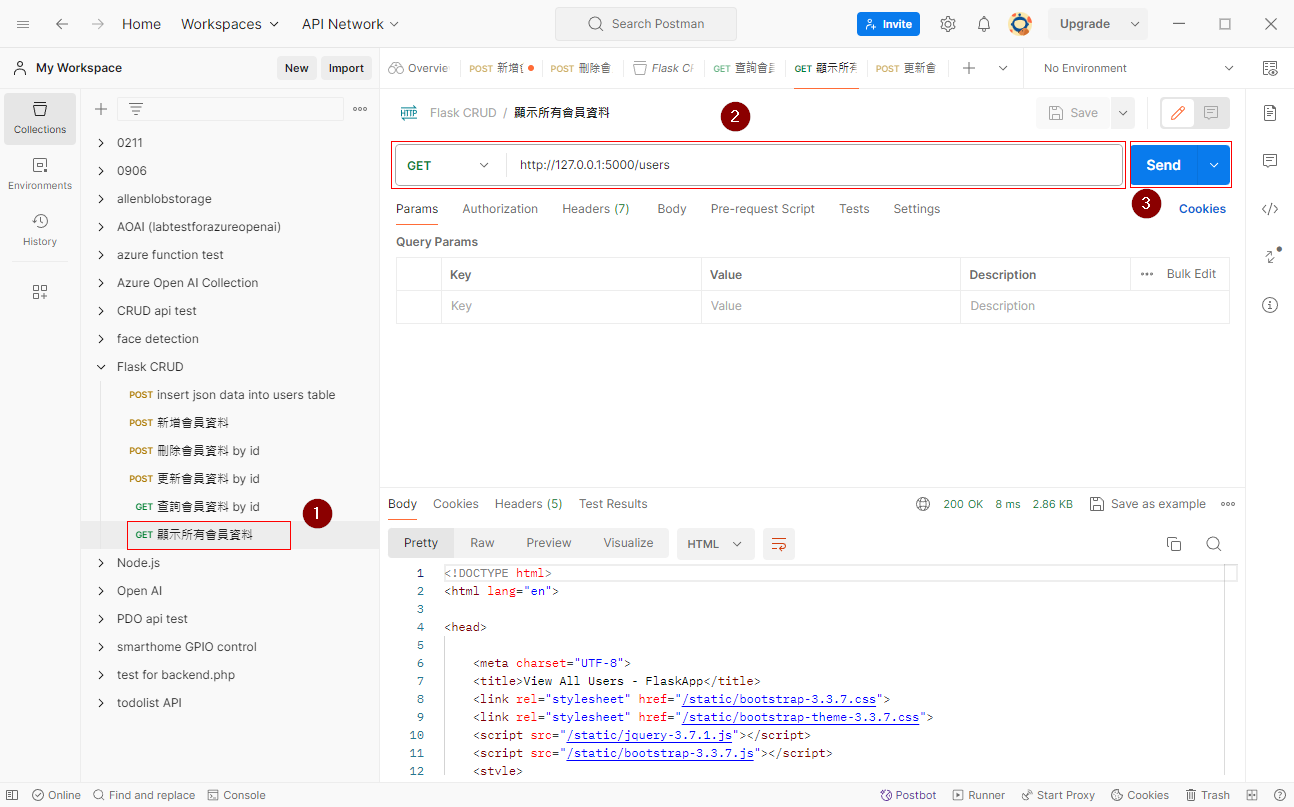 Home Workspaces API Network Search Postman Invite Upgrade
My Workspace New Import Overvie POST 新增 POST 刪除會 Flask CF GET 查詢會員 GET 顯示所有 POST 更新會 No Environment
Collections
Environments
History
0211
0906
allenblobstorage
AOAI (labtestforazureopenai)
azure function test
Azure Open AI Collection
CRUD api test
face detection
Flask CRUD
POST insert json data into users table
POST 新增會員資料
POST 刪除會員資料 by id
POST 更新會員資料 by id
GET 查詢會員資料 by id
1
GET 顯示所有會員資料
Node.js
Open AI
PDO api test
smarthome GPIO control
test for backend.php
todolist API
HTTP Flask CRUD / 顯示所有會員資料 2 Save
GET http://127.0.0.1:5000/users Send
3
Params Authorization Headers (7) Body Pre-request Script Tests Settings Cookies
Query Params
Key Value Description ••• Bulk Edit
Key Value Description
Body Cookies Headers (5) Test Results 200 OK 8 ms 2.86 KB Save as example
Pretty Raw Preview Visualize HTML
1 <!DOCTYPE html>
2 <html lang="en">
3
4 <head>
5
6 <meta charset="UTF-8">
7 <title>View All Users - FlaskApp</title>
8 <link rel="stylesheet" href="/static/bootstrap-3.3.7.css">
9 <link rel="stylesheet" href="/static/bootstrap-theme-3.3.7.css">
10 <script src="/static/jquery-3.7.1.js"></script>
11 <script src="/static/bootstrap-3.3.7.js"></script>
12 <style>
Online Find and replace Console Postbot Runner Start Proxy Cookies Trash